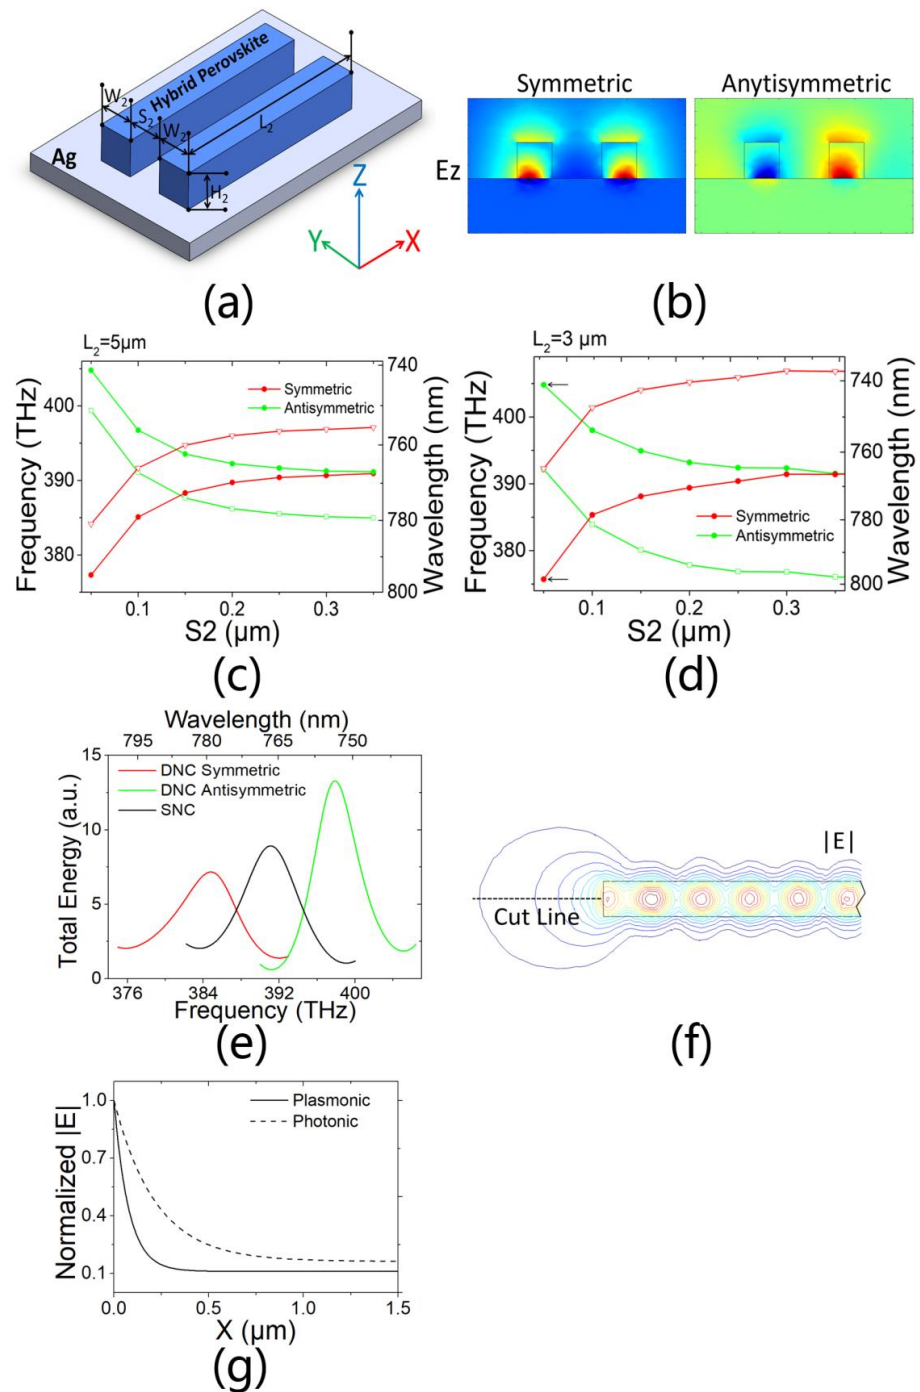 Hybrid Perovskite
W2
S2
W2
L2
H2
Ag
Z
Y
X
(a)
Symmetric
Anytisymmetric
Ez
(b)
L2=5µm
Symmetric
Antisymmetric
Frequency (THz)
400
390
380
Wavelength (nm)
740
760
780
800
0.1
0.2
0.3
S2 (µm)
(c)
L2=3 µm
Symmetric
Antisymmetric
Frequency (THz)
400
390
380
Wavelength (nm)
740
760
780
800
0.1
0.2
0.3
S2 (µm)
(d)
Wavelength (nm)
795
780
765
750
DNC Symmetric
DNC Antisymmetric
SNC
Total Energy (a.u.)
15
10
5
0
376
384
392
400
Frequency (THz)
(e)
|E|
Cut Line
(f)
Plasmonic
Photonic
Normalized |E|
1.0
0.7
0.4
0.1
0.0
0.5
1.0
1.5
X (µm)
(g)